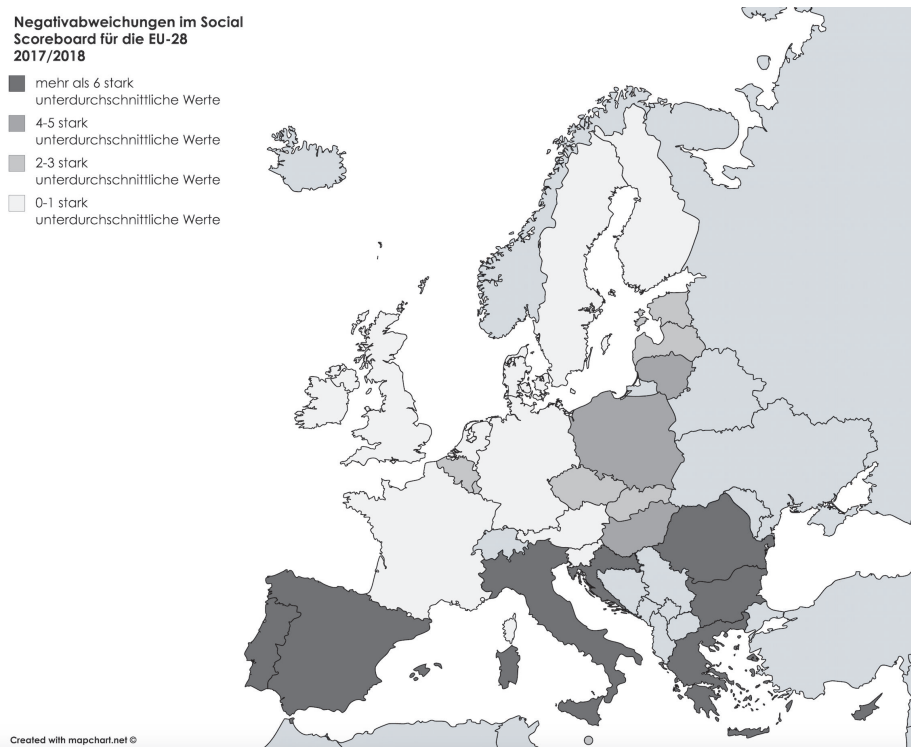 Negativabweichungen im Social
Scoreboard für die EU-28
2017/2018
mehr als 6 stark
unterdurchschnittliche Werte
4-5 stark
unterdurchschnittliche Werte
2-3 stark
unterdurchschnittliche Werte
0-1 stark
unterdurchschnittliche Werte
Created with mapchart.net ©